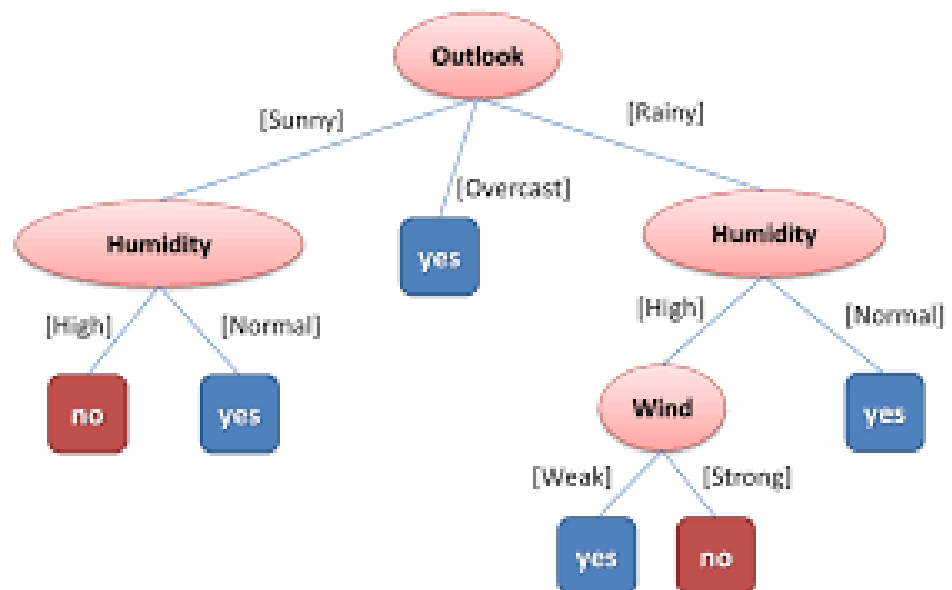 Outlook
[Sunny]
[Rainy]
[Overcast]
Humidity
yes
Humidity
[High]
[Normal]
[High]
[Normal]
no
yes
Wind
yes
[Weak]
[Strong]
yes
no